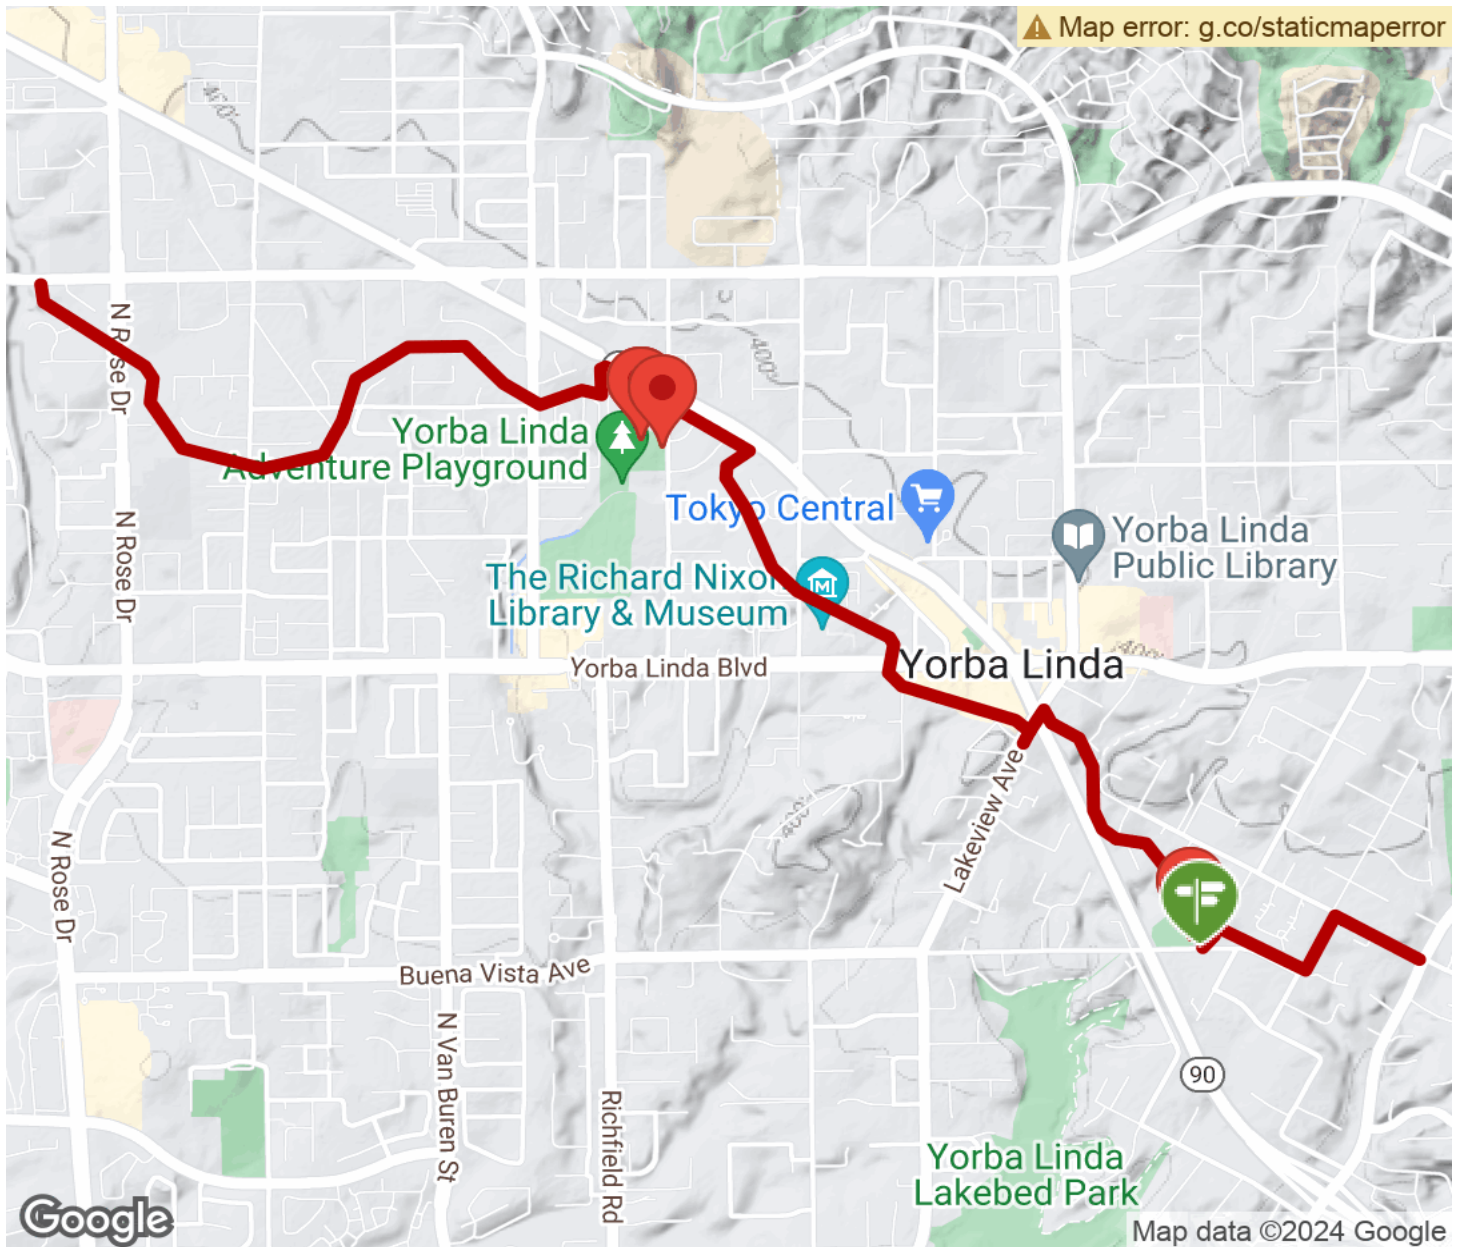 Map error: g.co/staticmaperror
400'
N Rose Dr
400'
Yorba Linda
Adventure Playground
Tokyo Central
Yorba Linda
Public Library
N Rose Dr
The Richard Nixon
Library & Museum
400'
Yorba Linda Blvd
Yorba Linda
400'
Lakeview Ave
N Rose Dr
Buena Vista Ave
N Van Buren St
Richfield Rd
90
Yorba Linda
Lakebed Park
Google
Map data ©2024 Google